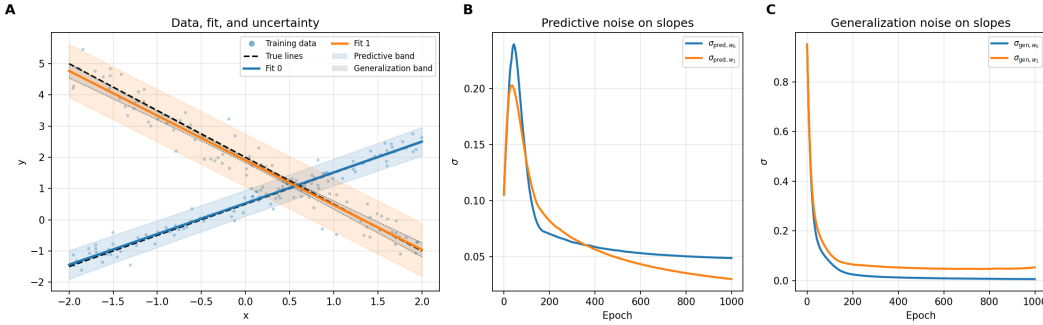 A
Data, fit, and uncertainty
Training data
True lines
Fit 0
Fit 1
Predictive band
Generalization band
y
5
4
3
2
1
0
−1
−2
−2.0 −1.5 −1.0 −0.5 0.0 0.5 1.0 1.5 2.0
x
B
Predictive noise on slopes
σpred, w0
σpred, w1
σ
0.20
0.15
0.10
0.05
0 200 400 600 800 1000
Epoch
C
Generalization noise on slopes
σgen, w0
σgen, w1
σ
0.8
0.6
0.4
0.2
0.0
0 200 400 600 800 1000
Epoch